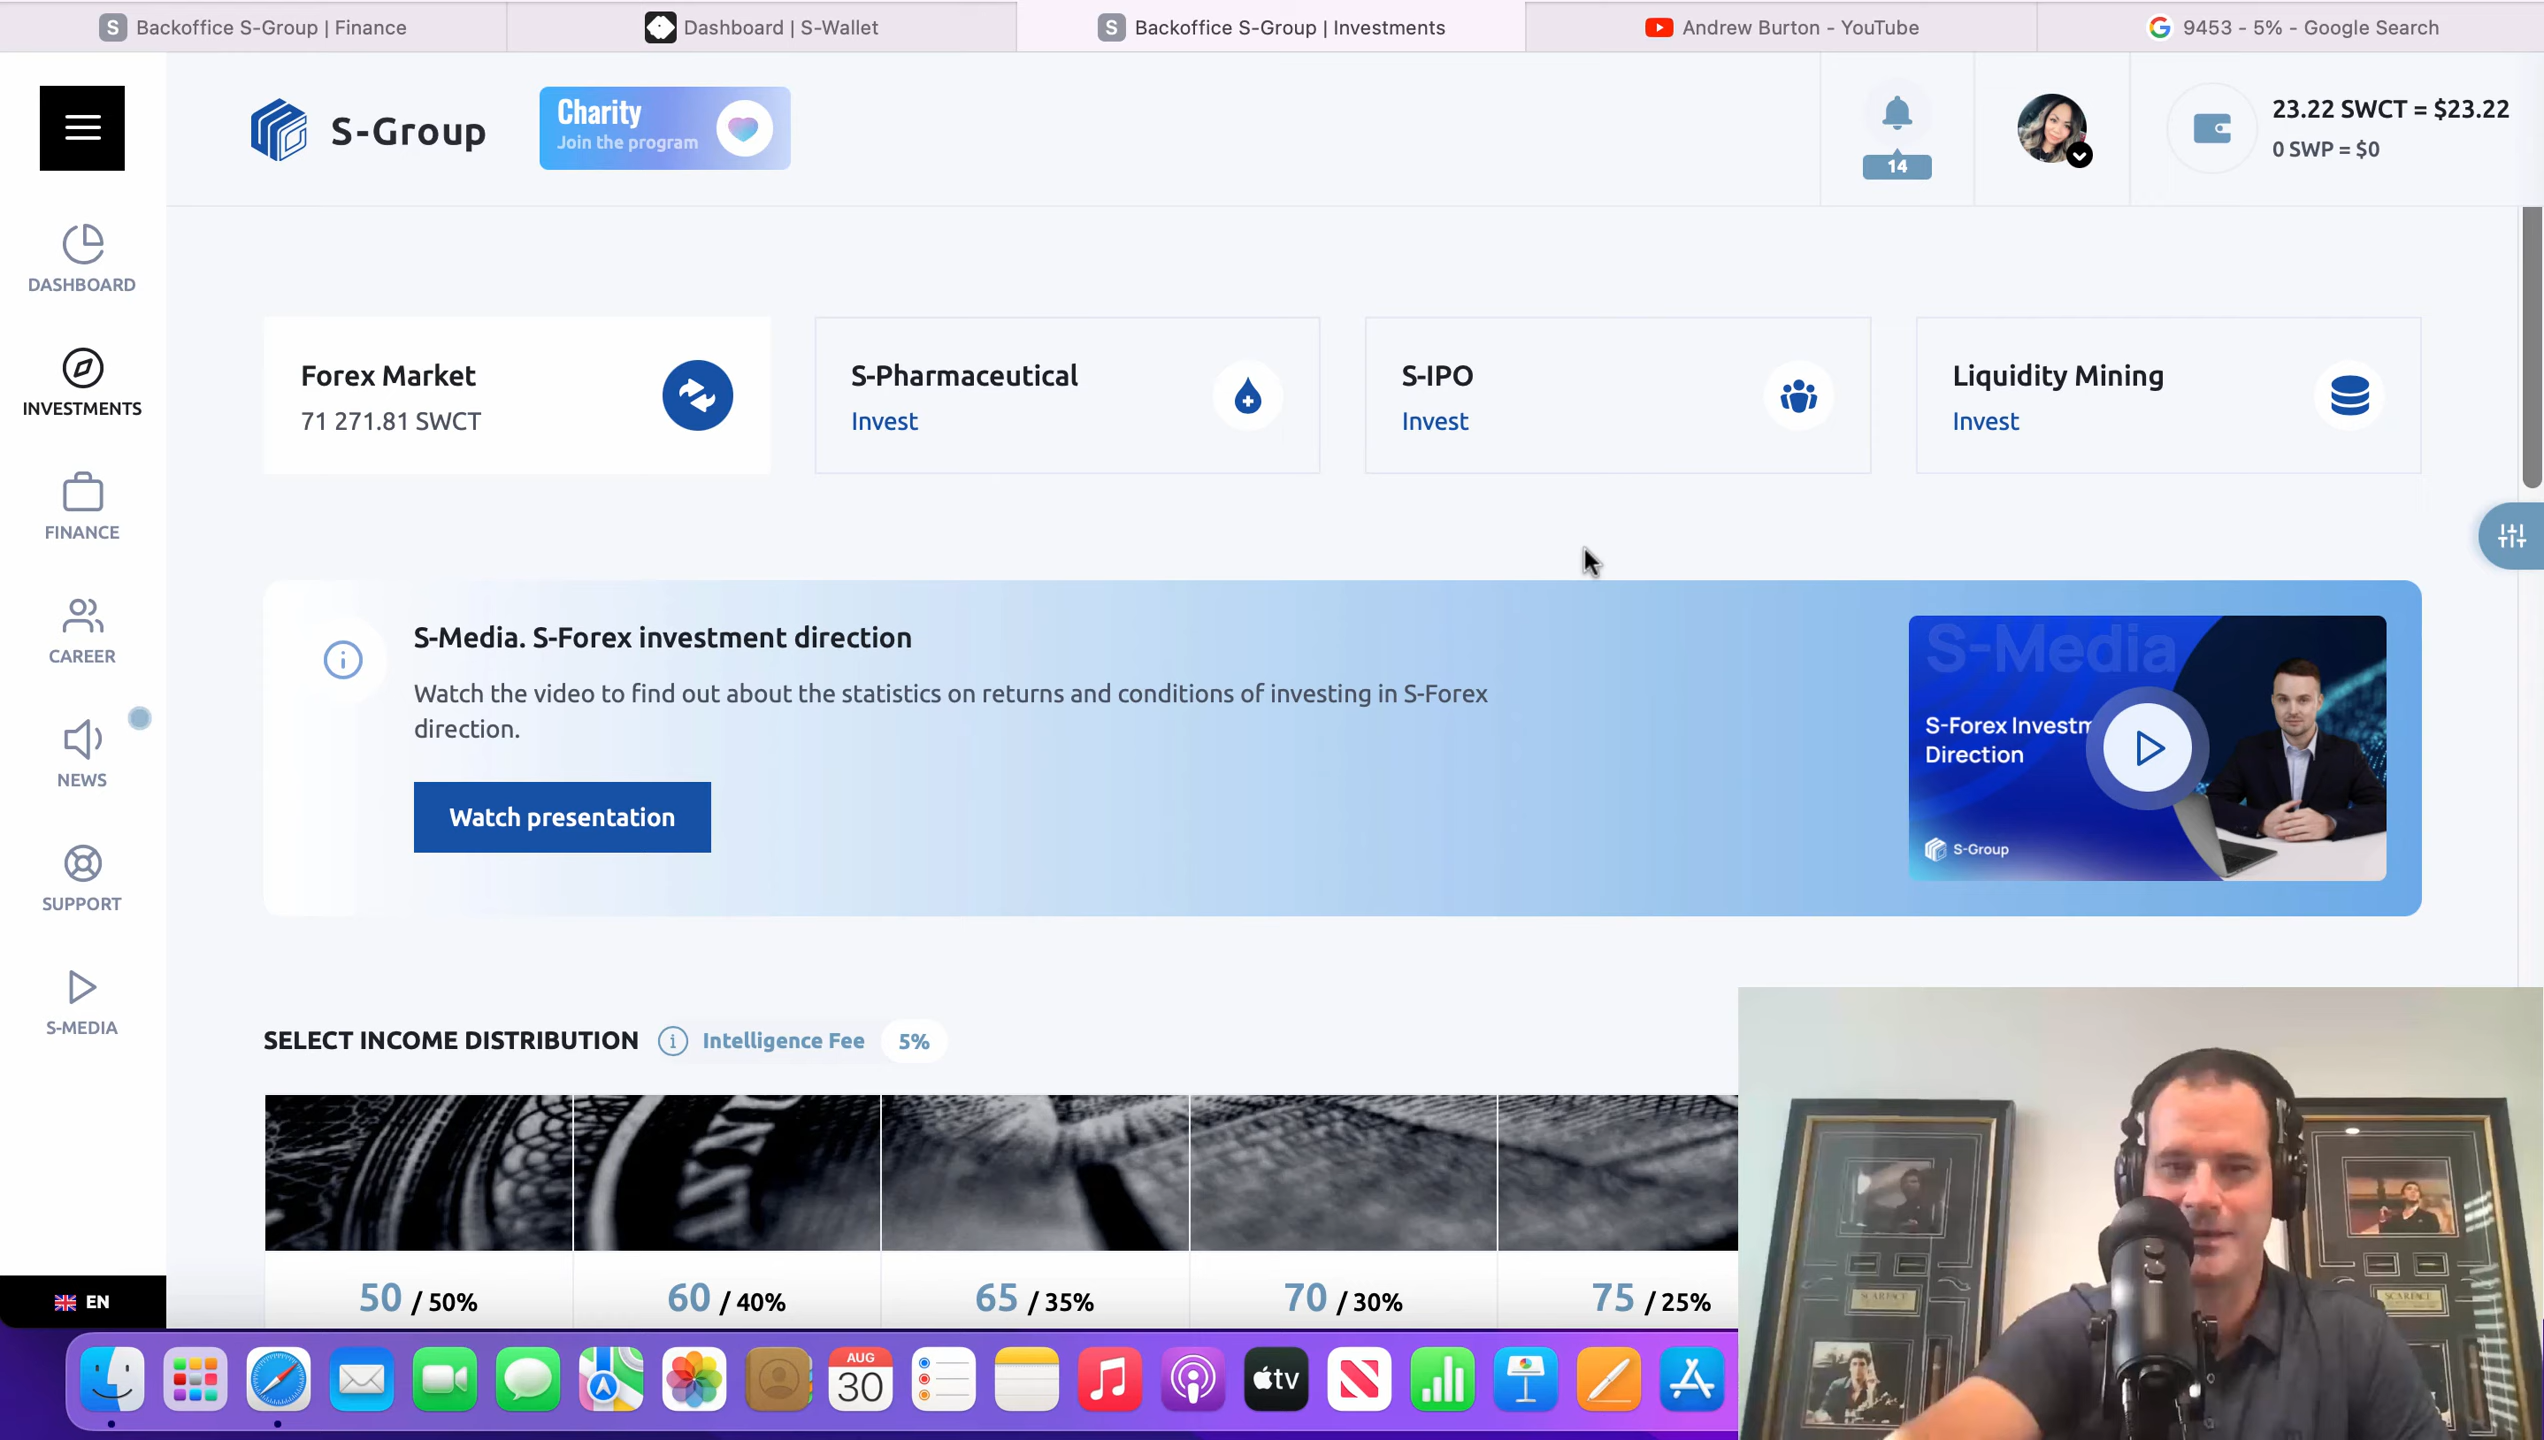 Backoffice S-Group | Finance
Dashboard | S-Wallet
Backoffice S-Group | Investments
Andrew Burton - YouTube
9453 - 5% - Google Search
S-Group
Charity
Join the program
14
23.22 SWCT = $23.22
0 SWP = $0
DASHBOARD
INVESTMENTS
FINANCE
CAREER
NEWS
SUPPORT
S-MEDIA
EN
Forex Market
71 271.81 SWCT
S-Pharmaceutical
Invest
S-IPO
Invest
Liquidity Mining
Invest
S-Media. S-Forex investment direction
Watch the video to find out about the statistics on returns and conditions of investing in S-Forex
direction.
Watch presentation
S-Media
S-Forex Investm
Direction
S-Group
SELECT INCOME DISTRIBUTION
Intelligence Fee 5%
50 / 50%
60 / 40%
65 / 35%
70 / 30%
75 / 25%
AUG
30
tv
SCARFACE
SCARFACE